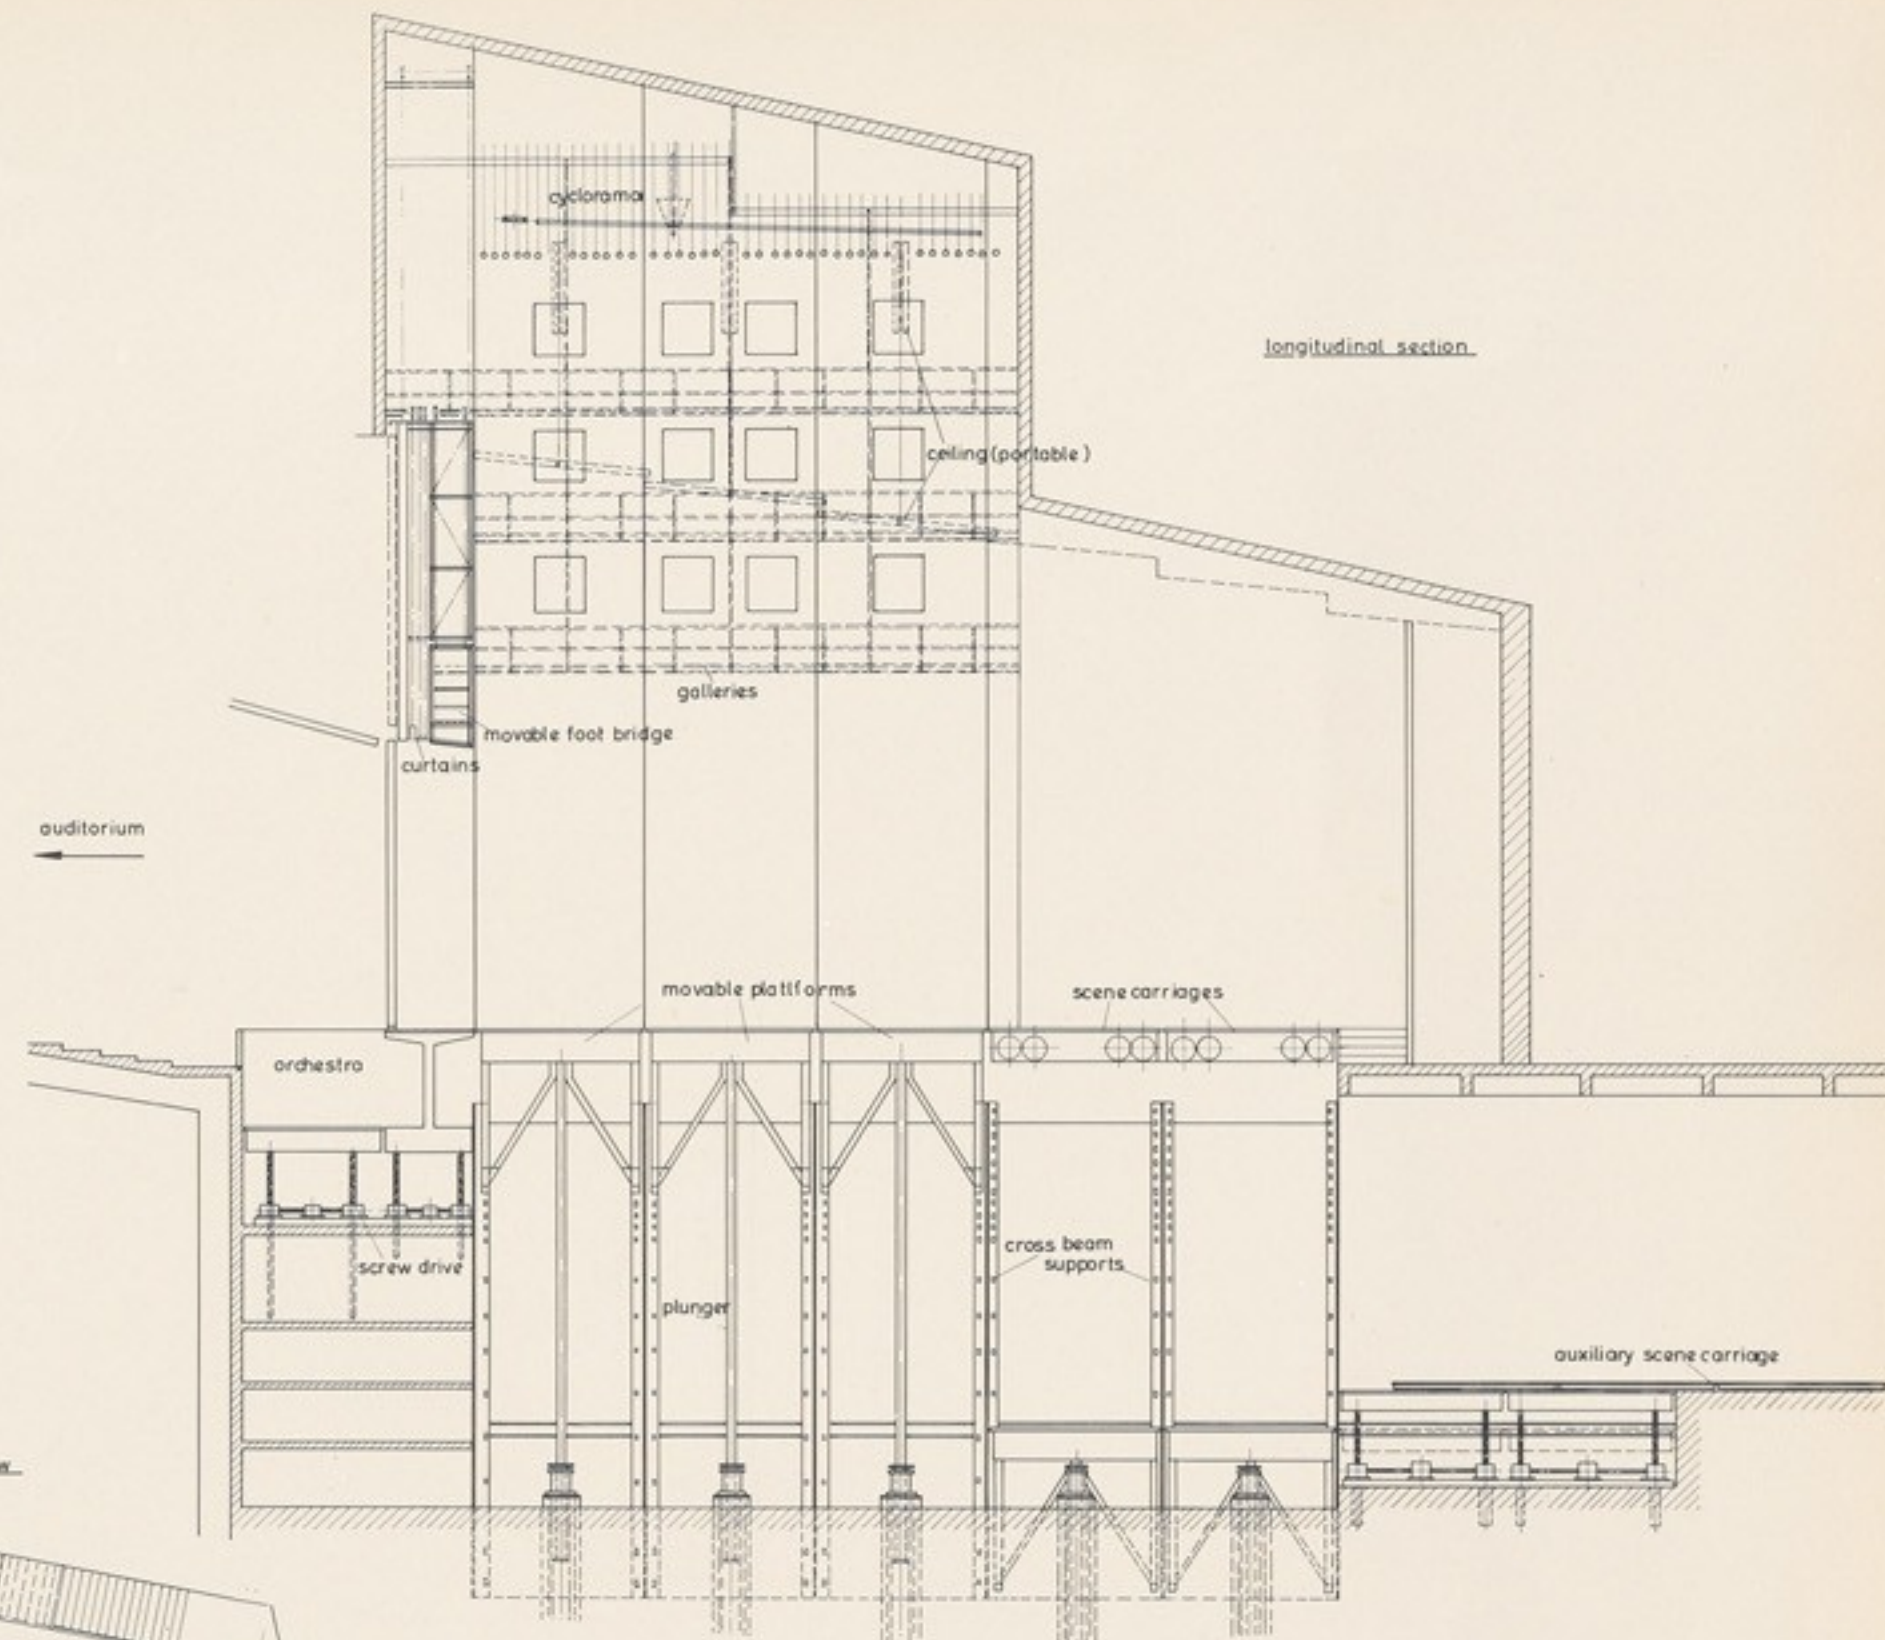 cyclorama
longitudinal section
ceiling (portable)
galleries
movable foot bridge
curtains
auditorium
movable plattforms
scene carriages
orchestra
cross beam
supports
screw drive
plunger
auxiliary scene carriage